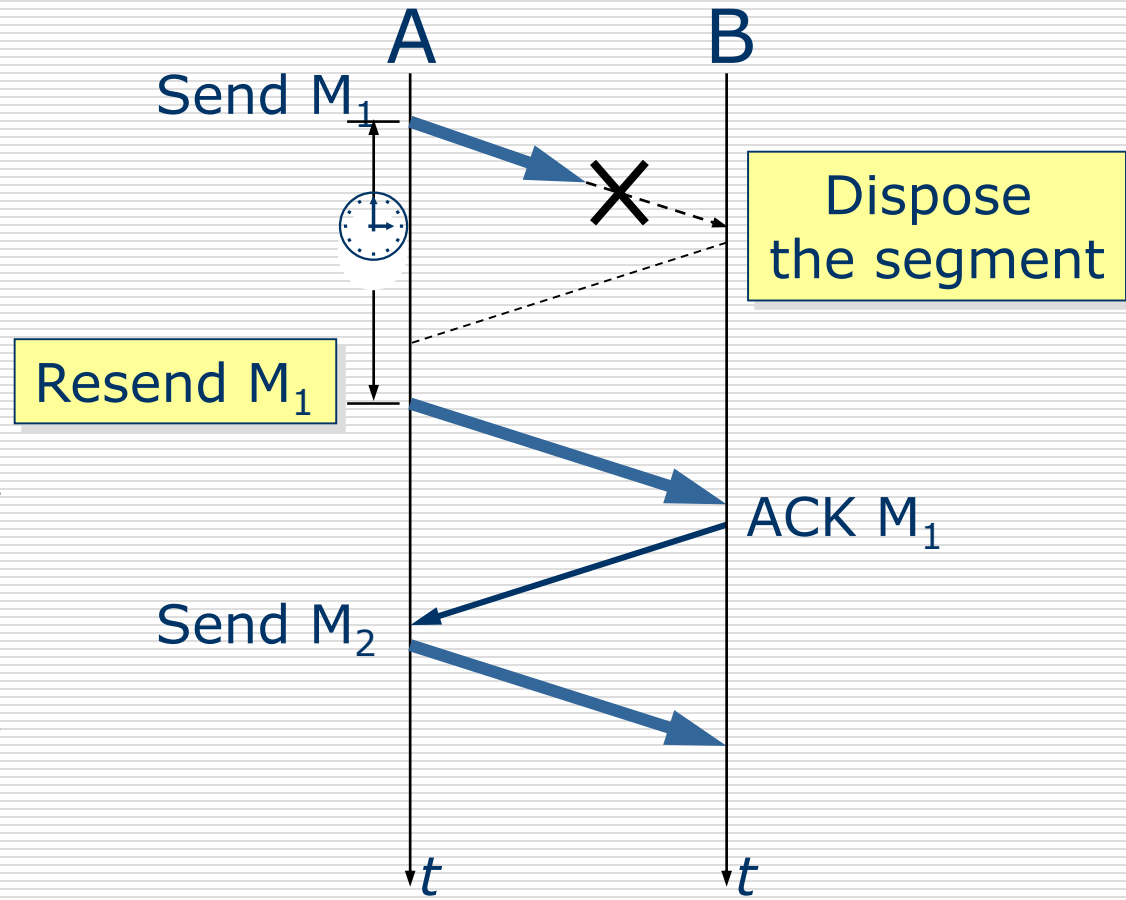 A
B
Send M₁
Dispose
the segment
Resend M₁
ACK M₁
Send M₂
t
t